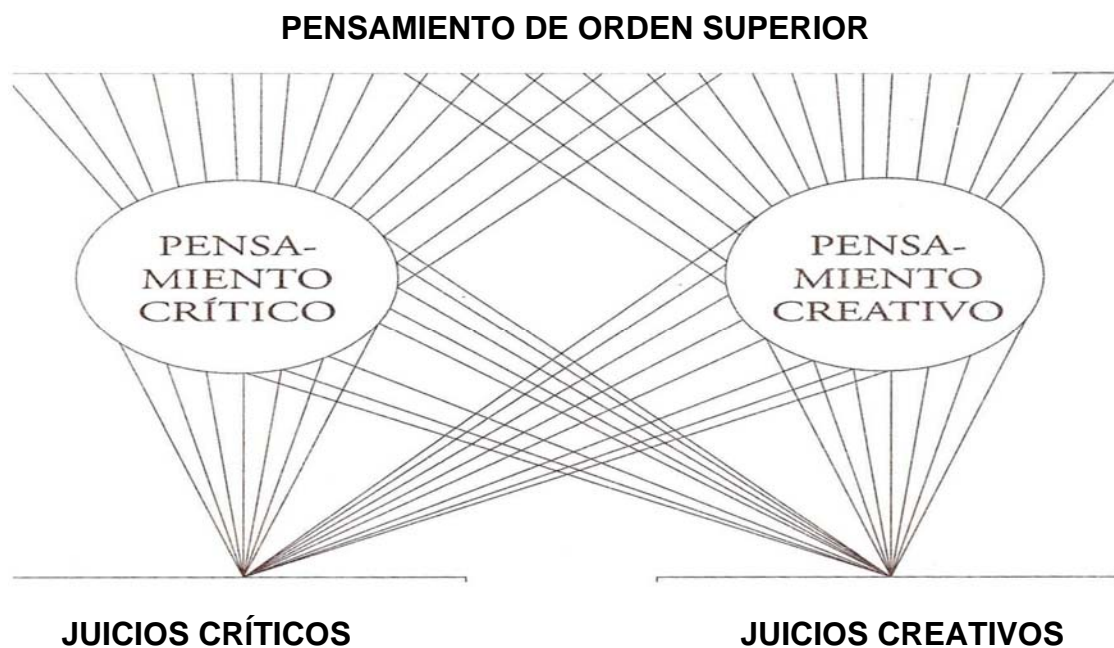 PENSAMIENTO DE ORDEN SUPERIOR
PENSA-
MIENTO
CRÍTICO
PENSA-
MIENTO
CREATIVO
JUICIOS CRÍTICOS
JUICIOS CREATIVOS